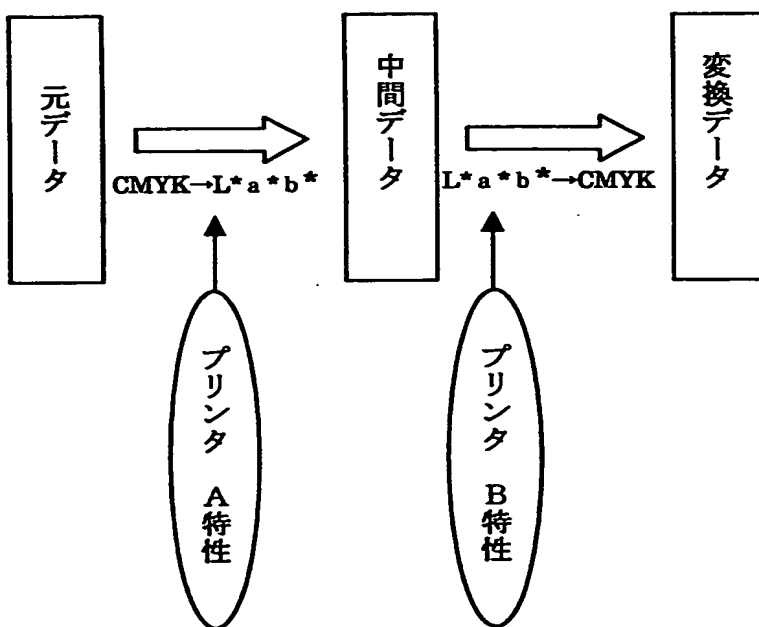 元データ
CMYK→L*a*b*
中間データ
L*a*b*→CMYK
変換データ
プリンタ A特性
プリンタ B特性